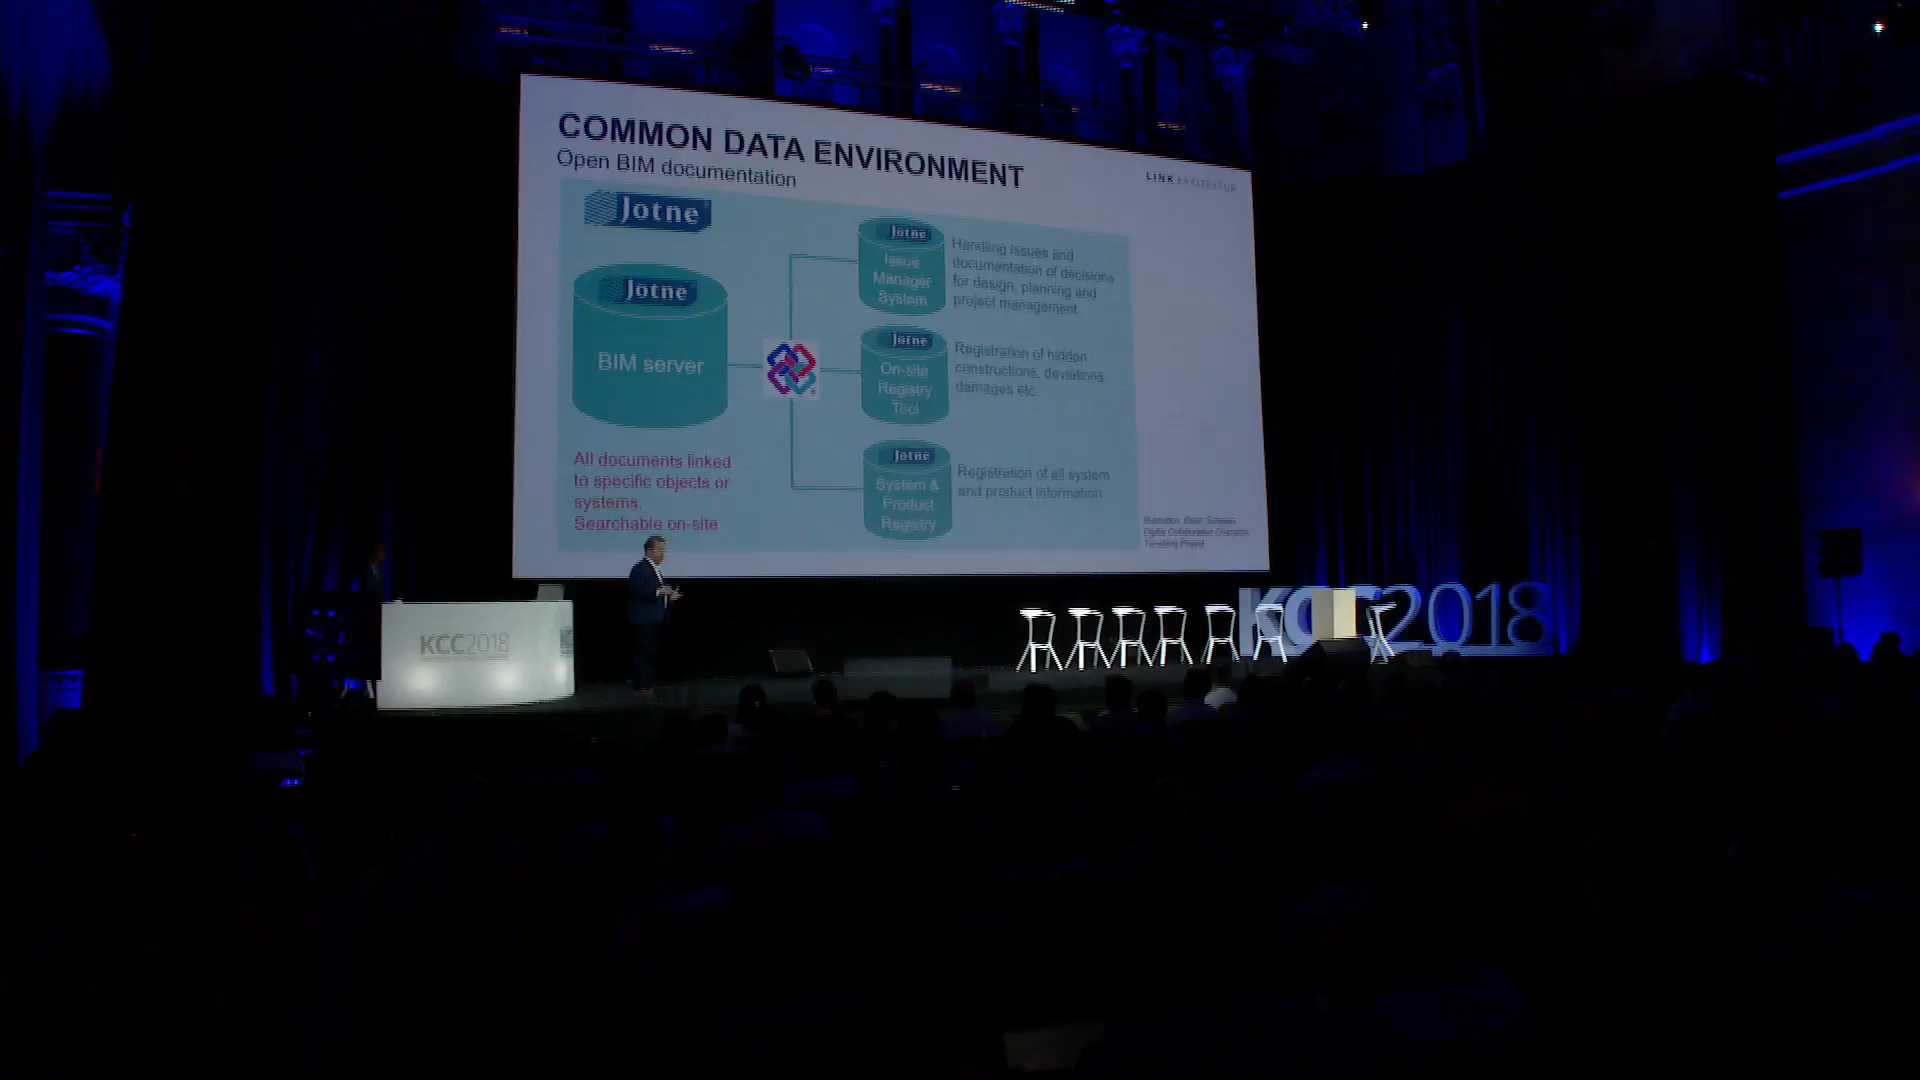 COMMON DATA ENVIRONMENT
Open BIM documentation
LINK ARKITEKTUR
Jotne
Jotne
BIM server
All documents linked
to specific objects or
systems.
Searchable on-site
Jotne
Issue
Manager
System
Handling issues and
documentation of decisions
for design, planning and
project management.
Jotne
On-site
Registry
Tool
Registration of hidden
constructions, deviations,
damages etc.
Jotne
System &
Product
Registry
Registration of all system
and product information
Digital Collaboration
Project
KCC2018
KCC2018